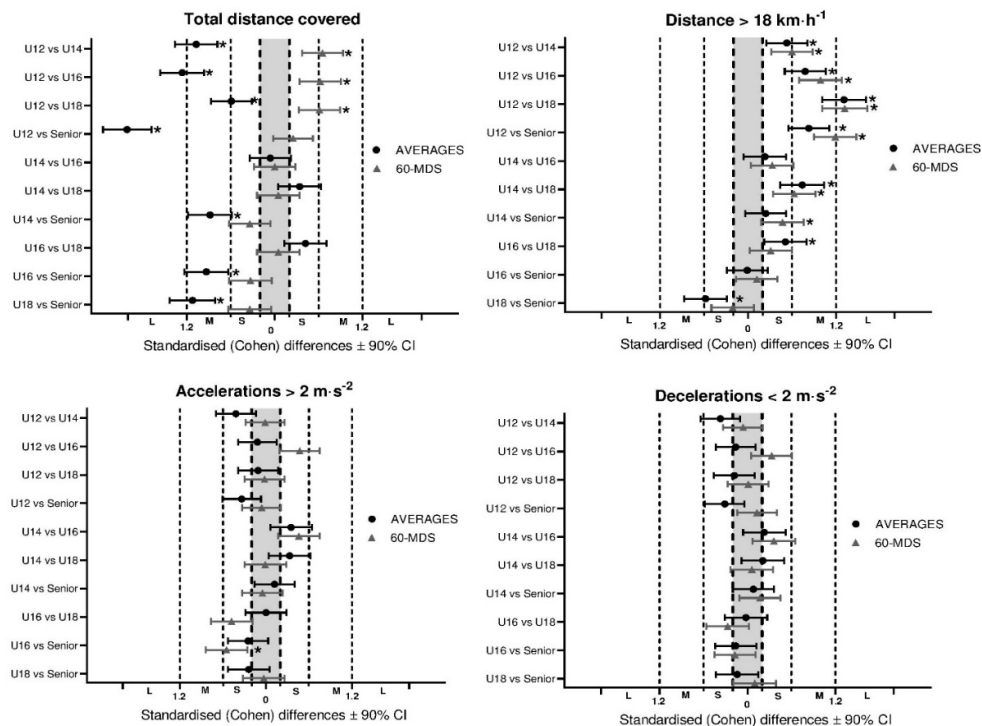 Total distance covered
U12 vs U14
U12 vs U16
U12 vs U18
U12 vs Senior
U14 vs U16
U14 vs U18
U14 vs Senior
U16 vs U18
U16 vs Senior
U18 vs Senior
* * * * * * * * * *
AVERAGES
60-MDS
L M S S M L
1.2 0 1.2
Standardised (Cohen) differences ± 90% CI
Distance > 18 km·h⁻¹
U12 vs U14
U12 vs U16
U12 vs U18
U12 vs Senior
U14 vs U16
U14 vs U18
U14 vs Senior
U16 vs U18
U16 vs Senior
U18 vs Senior
* * * * * * * * * * * * *
AVERAGES
60-MDS
L M S S M L
1.2 0 1.2
Standardised (Cohen) differences ± 90% CI
Accelerations > 2 m·s⁻²
U12 vs U14
U12 vs U16
U12 vs U18
U12 vs Senior
U14 vs U16
U14 vs U18
U14 vs Senior
U16 vs U18
U16 vs Senior
U18 vs Senior
*
AVERAGES
60-MDS
L M S S M L
1.2 0 1.2
Standardised (Cohen) differences ± 90% CI
Decelerations < 2 m·s⁻²
U12 vs U14
U12 vs U16
U12 vs U18
U12 vs Senior
U14 vs U16
U14 vs U18
U14 vs Senior
U16 vs U18
U16 vs Senior
U18 vs Senior
AVERAGES
60-MDS
L M S S M L
1.2 0 1.2
Standardised (Cohen) differences ± 90% CI